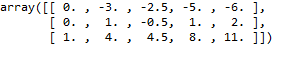 array([[ 0. , -3. , -2.5, -5. , -6. ],
[ 0. , 1. , -0.5, 1. , 2. ],
[ 1. , 4. , 4.5, 8. , 11. ]])